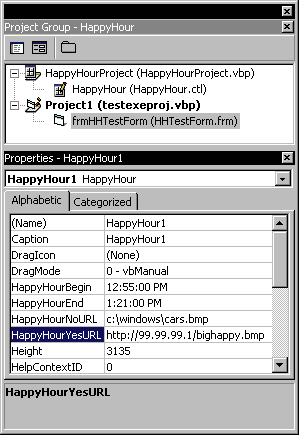 Project Group - HappyHour
HappyHourProject (HappyHourProject.vbp)
HappyHour (HappyHour.ctl)
Project1 (testexeproj.vbp)
frmHHTestForm (HHTestForm.frm)
Properties - HappyHour1
HappyHour1 HappyHour
Alphabetic Categorized
(Name) HappyHour1
Caption HappyHour1
DragIcon (None)
DragMode 0 - vbManual
HappyHourBegin 12:55:00 PM
HappyHourEnd 1:21:00 PM
HappyHourNoURL c:\windows\cars.bmp
HappyHourYesURL http://99.99.99.1/bighappy.bmp
Height 3135
HelpContextID 0
HappyHourYesURL